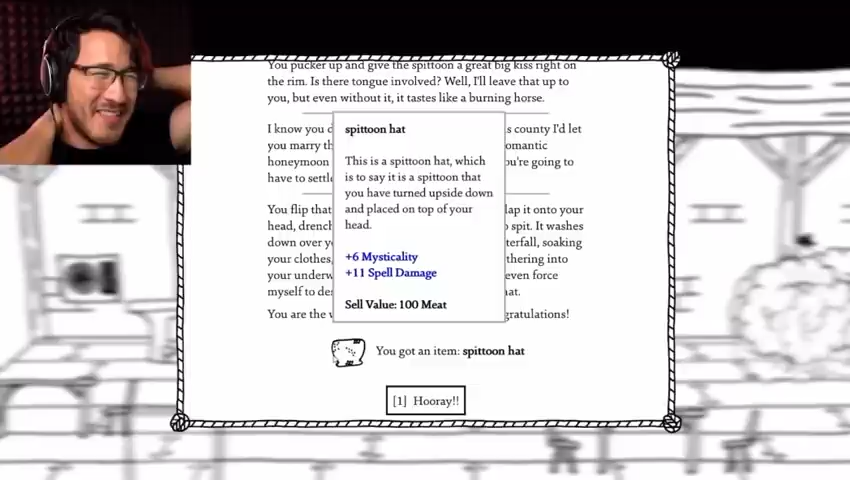 You pucker up and give the spittoon a great big kiss right on
the rim. Is there tongue involved? Well, I'll leave that up to
you, but even without it, it tastes like a burning horse.
I know you s county I'd let
you marry th omantic
honeymoon ou're going to
have to settl
You flip that lap it onto your
head, drench spit. It washes
down over y terfall, soaking
your clothes, thering into
your underw even force
myself to des at.
You are the gratulations!
spittoon hat
This is a spittoon hat, which
is to say it is a spittoon that
you have turned upside down
and placed on top of your
head.
+6 Mysticality
+11 Spell Damage
Sell Value: 100 Meat
You got an item: spittoon hat
[1] Hooray!!